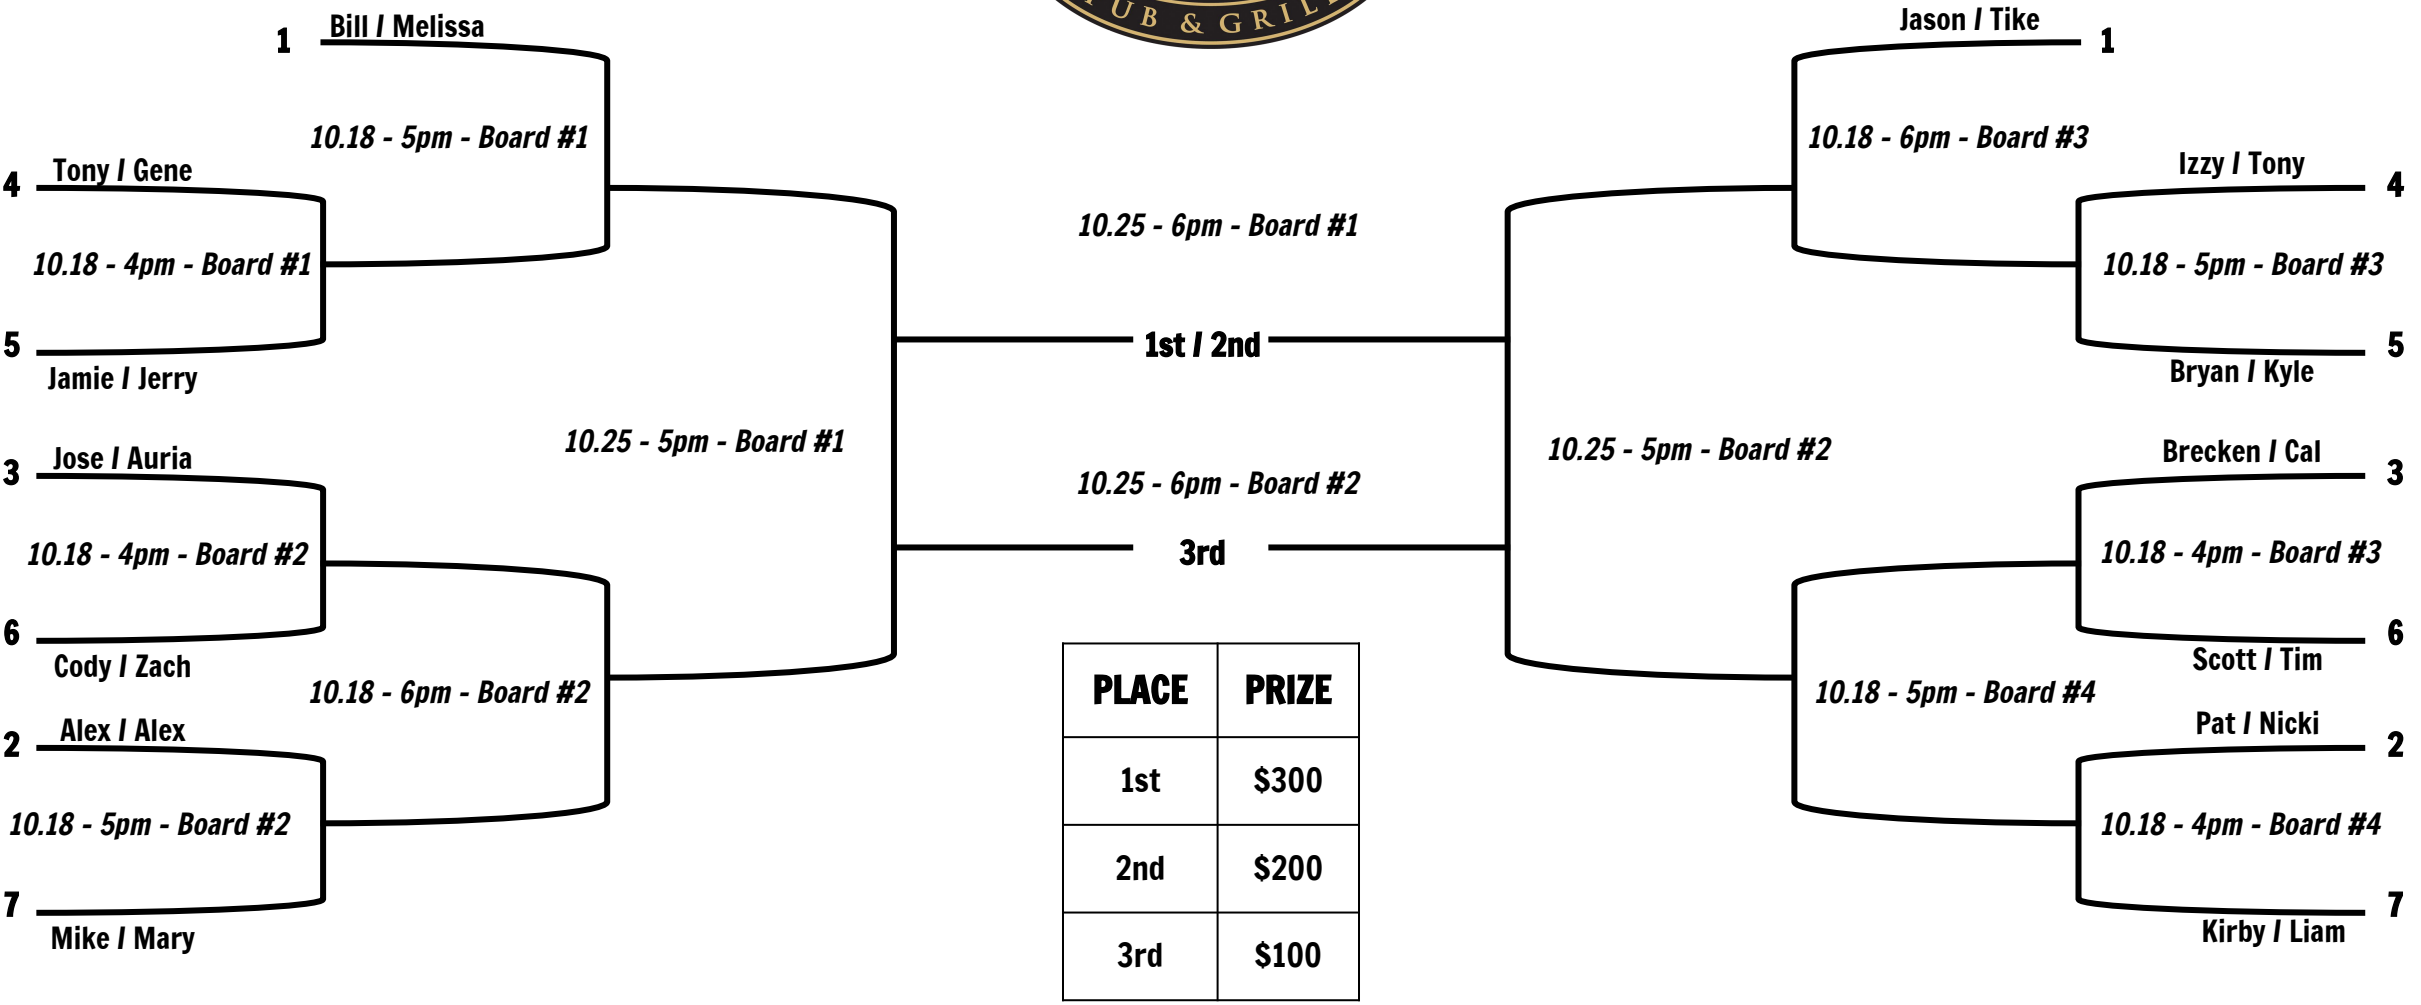 PUB & GRILL
1
Bill / Melissa
10.18 - 5pm - Board #1
4
Tony / Gene
10.18 - 4pm - Board #1
5
Jamie / Jerry
3
Jose / Auria
10.18 - 4pm - Board #2
6
Cody / Zach
10.18 - 6pm - Board #2
2
Alex / Alex
10.18 - 5pm - Board #2
7
Mike / Mary
10.25 - 5pm - Board #1
10.25 - 6pm - Board #1
1st / 2nd
10.25 - 6pm - Board #2
3rd
PLACE PRIZE
1st $300
2nd $200
3rd $100
10.25 - 5pm - Board #2
Jason / Tike
1
10.18 - 6pm - Board #3
Izzy / Tony
4
10.18 - 5pm - Board #3
5
Bryan / Kyle
Brecken / Cal
3
10.18 - 4pm - Board #3
6
Scott / Tim
10.18 - 5pm - Board #4
Pat / Nicki
2
10.18 - 4pm - Board #4
7
Kirby / Liam